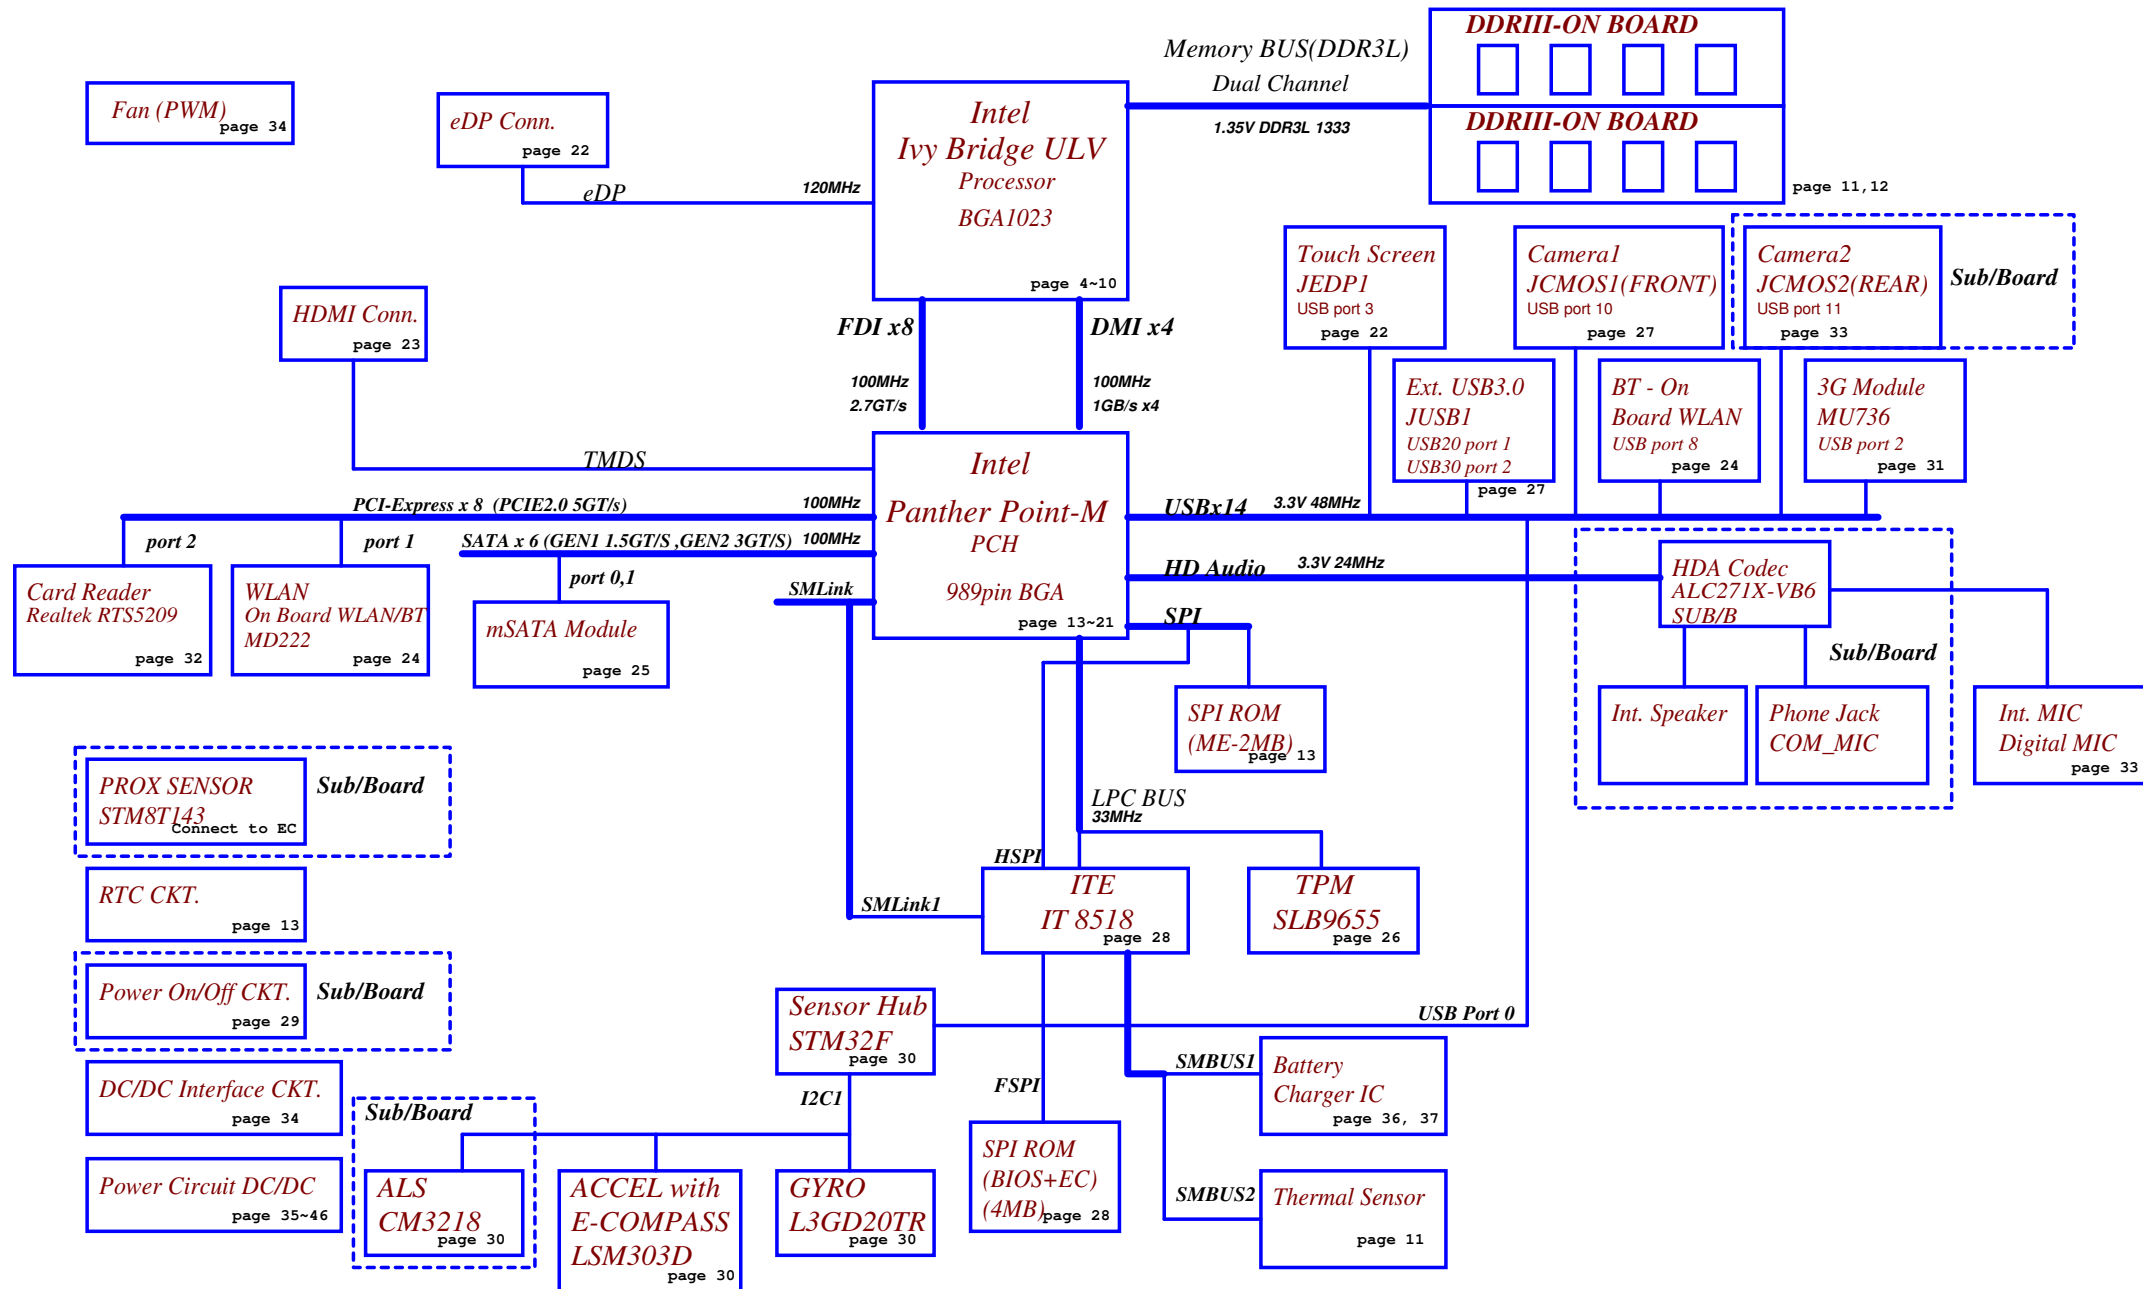 Memory BUS(DDR3L)
Dual Channel
1.35V DDR3L 1333
DDRIII-ON BOARD
DDRIII-ON BOARD
page 11,12
Fan (PWM)
page 34
eDP Conn.
page 22
eDP
120MHz
Intel
Ivy Bridge ULV
Processor
BGA1023
page 4~10
Touch Screen
JEDP1
USB port 3
page 22
Camera1
JCMOS1(FRONT)
USB port 10
page 27
Camera2
JCMOS2(REAR)
USB port 11
page 33
Sub/Board
HDMI Conn.
page 23
FDI x8
DMI x4
100MHz
2.7GT/s
100MHz
1GB/s x4
Ext. USB3.0
JUSB1
USB20 port 1
USB30 port 2
page 27
BT - On
Board WLAN
USB port 8
page 24
3G Module
MU736
USB port 2
page 31
TMDS
Intel
Panther Point-M
PCH
989pin BGA
page 13~21
PCI-Express x 8 (PCIE2.0 5GT/s)
100MHz
USBx14
3.3V 48MHz
port 2
port 1
SATA x 6 (GEN1 1.5GT/S ,GEN2 3GT/S)
100MHz
port 0,1
HD Audio
3.3V 24MHz
SMLink
SPI
Card Reader
Realtek RTS5209
page 32
WLAN
On Board WLAN/BT
MD222
page 24
mSATA Module
page 25
HDA Codec
ALC271X-VB6
SUB/B
Sub/Board
SPI ROM
(ME-2MB)
page 13
Int. Speaker
Phone Jack
COM_MIC
Int. MIC
Digital MIC
page 33
PROX SENSOR
STM8T143
Connect to EC
Sub/Board
LPC BUS
33MHz
HSPI
RTC CKT.
page 13
SMLink1
ITE
IT 8518
page 28
TPM
SLB9655
page 26
Power On/Off CKT.
page 29
Sub/Board
Sensor Hub
STM32F
page 30
USB Port 0
DC/DC Interface CKT.
page 34
I2C1
FSPI
SMBUS1
Battery
Charger IC
page 36, 37
Sub/Board
Power Circuit DC/DC
page 35~46
ALS
CM3218
page 30
ACCEL with
E-COMPASS
LSM303D
page 30
GYRO
L3GD20TR
page 30
SPI ROM
(BIOS+EC)
(4MB)
page 28
SMBUS2
Thermal Sensor
page 11